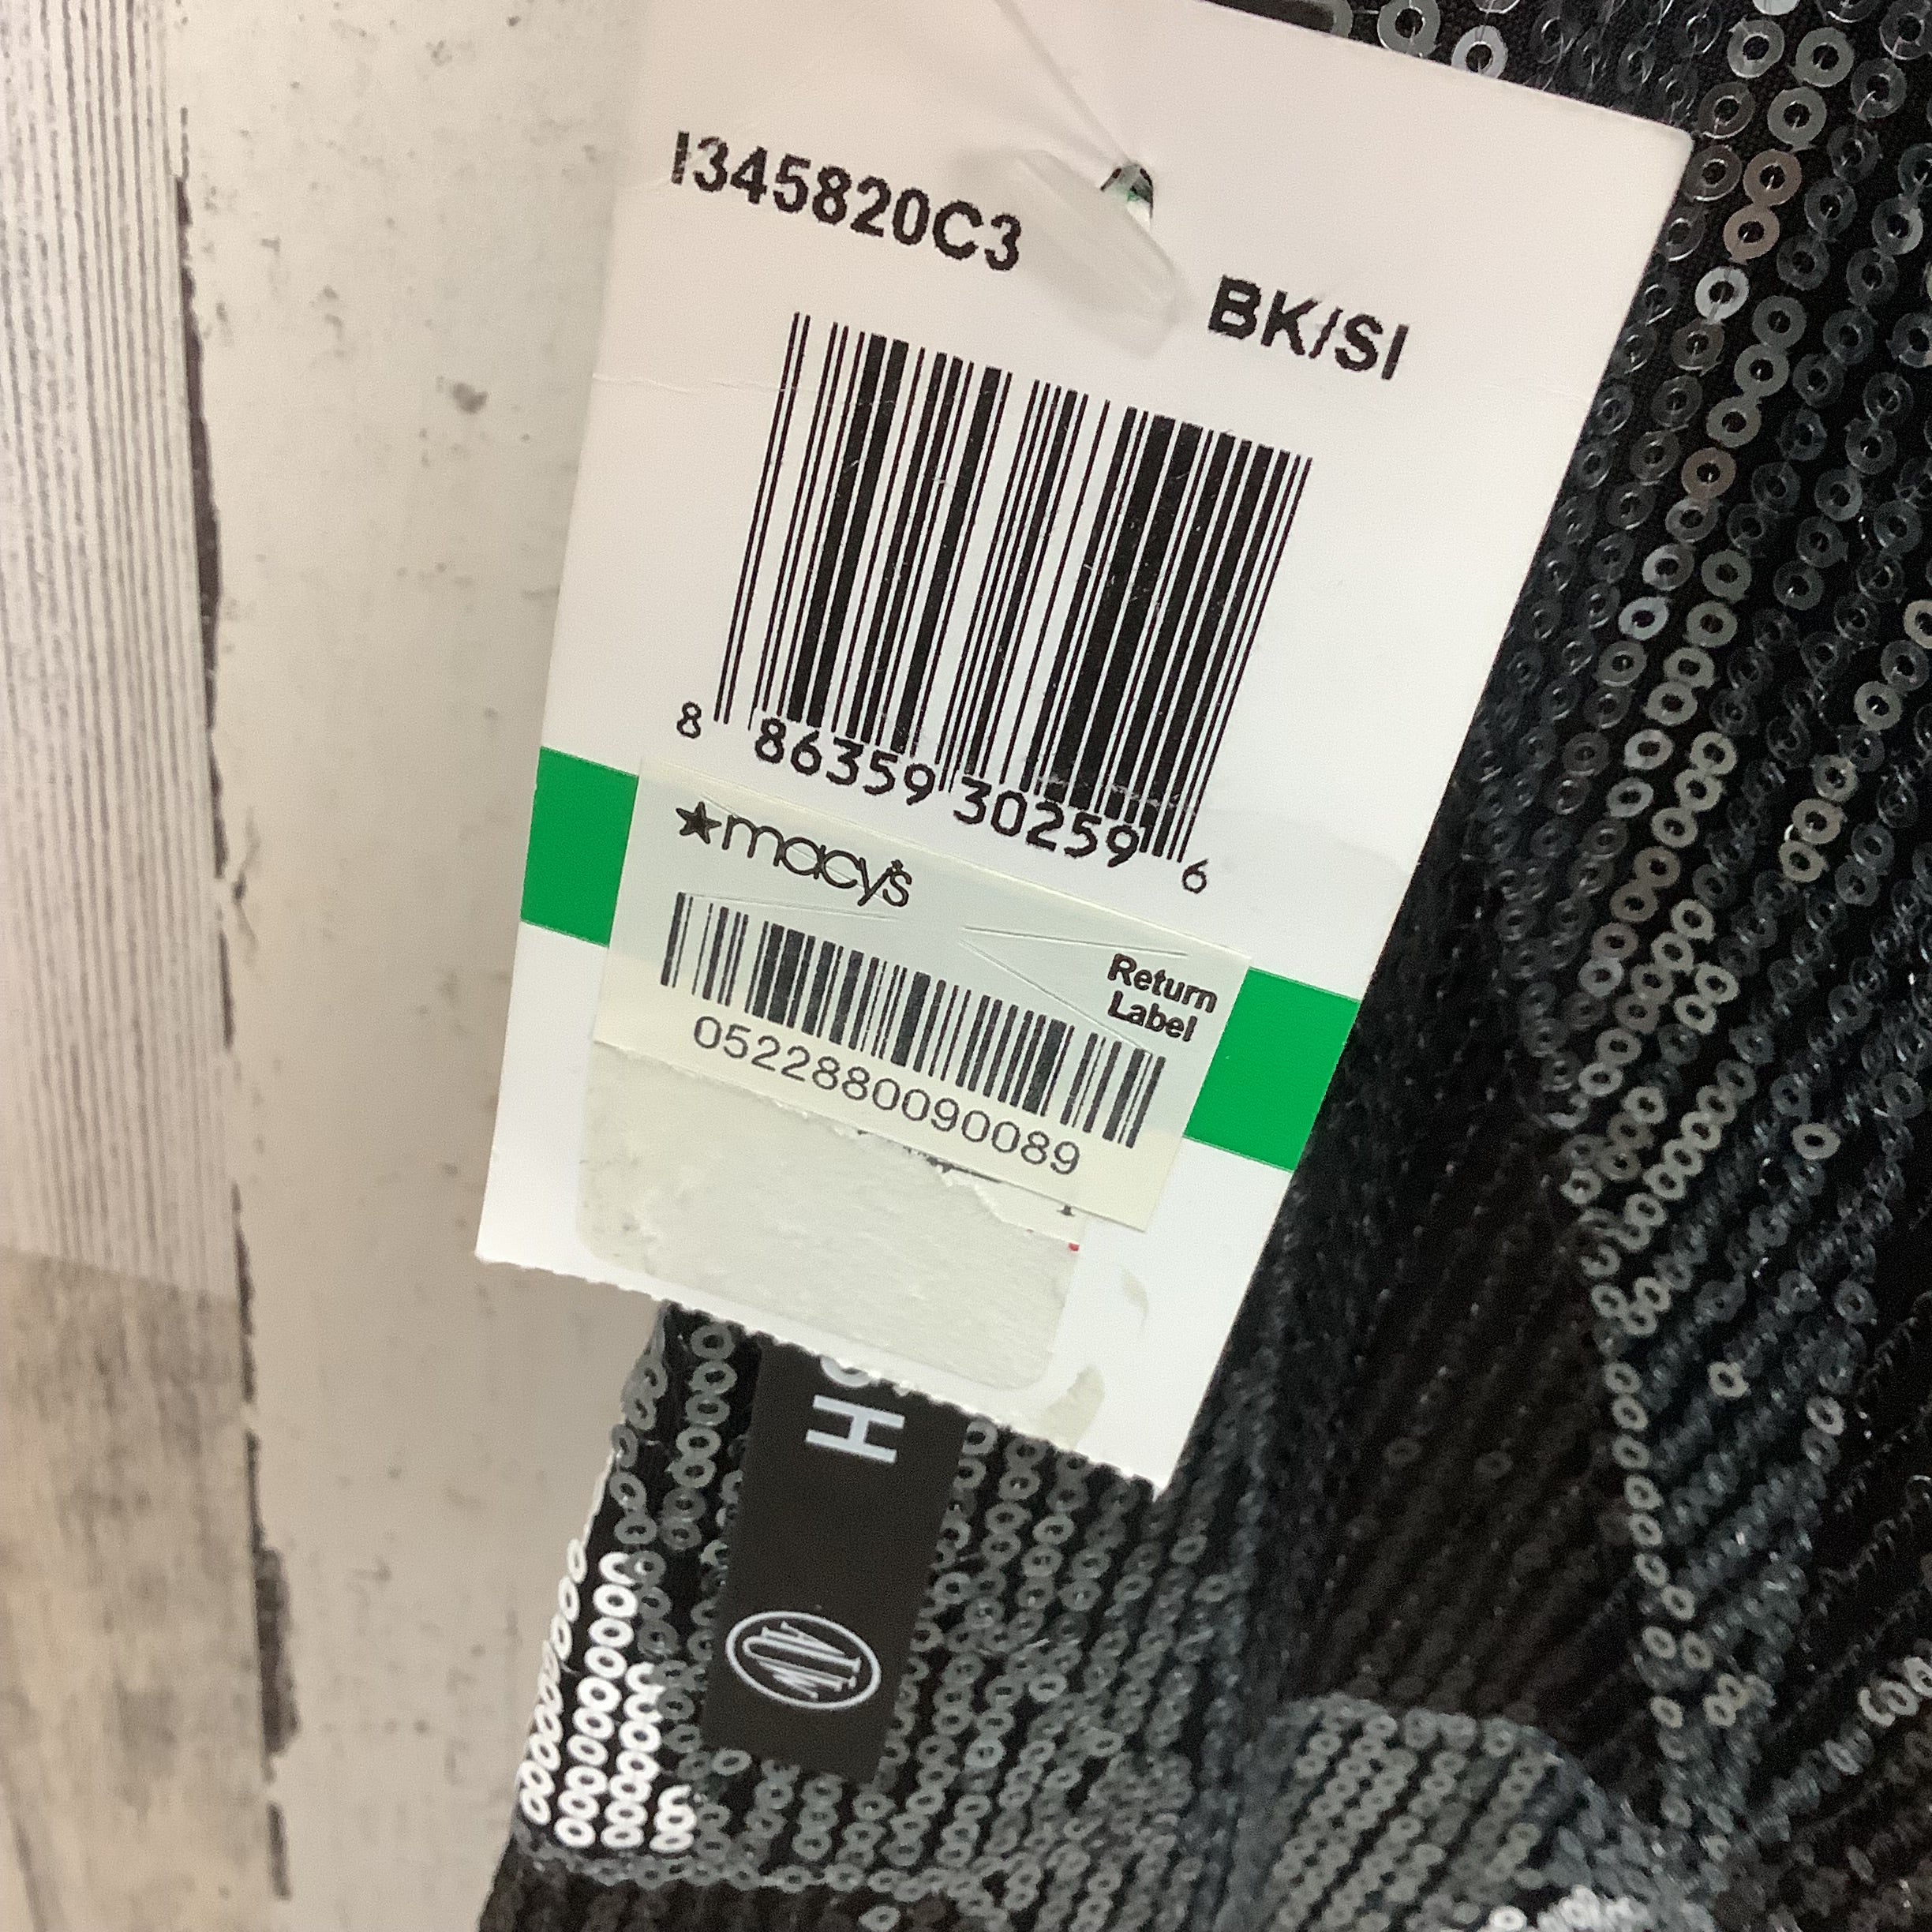 I345820C3
BK/SI
8 86359 30259 6
★macy's
Return
Label
0522880090089
H